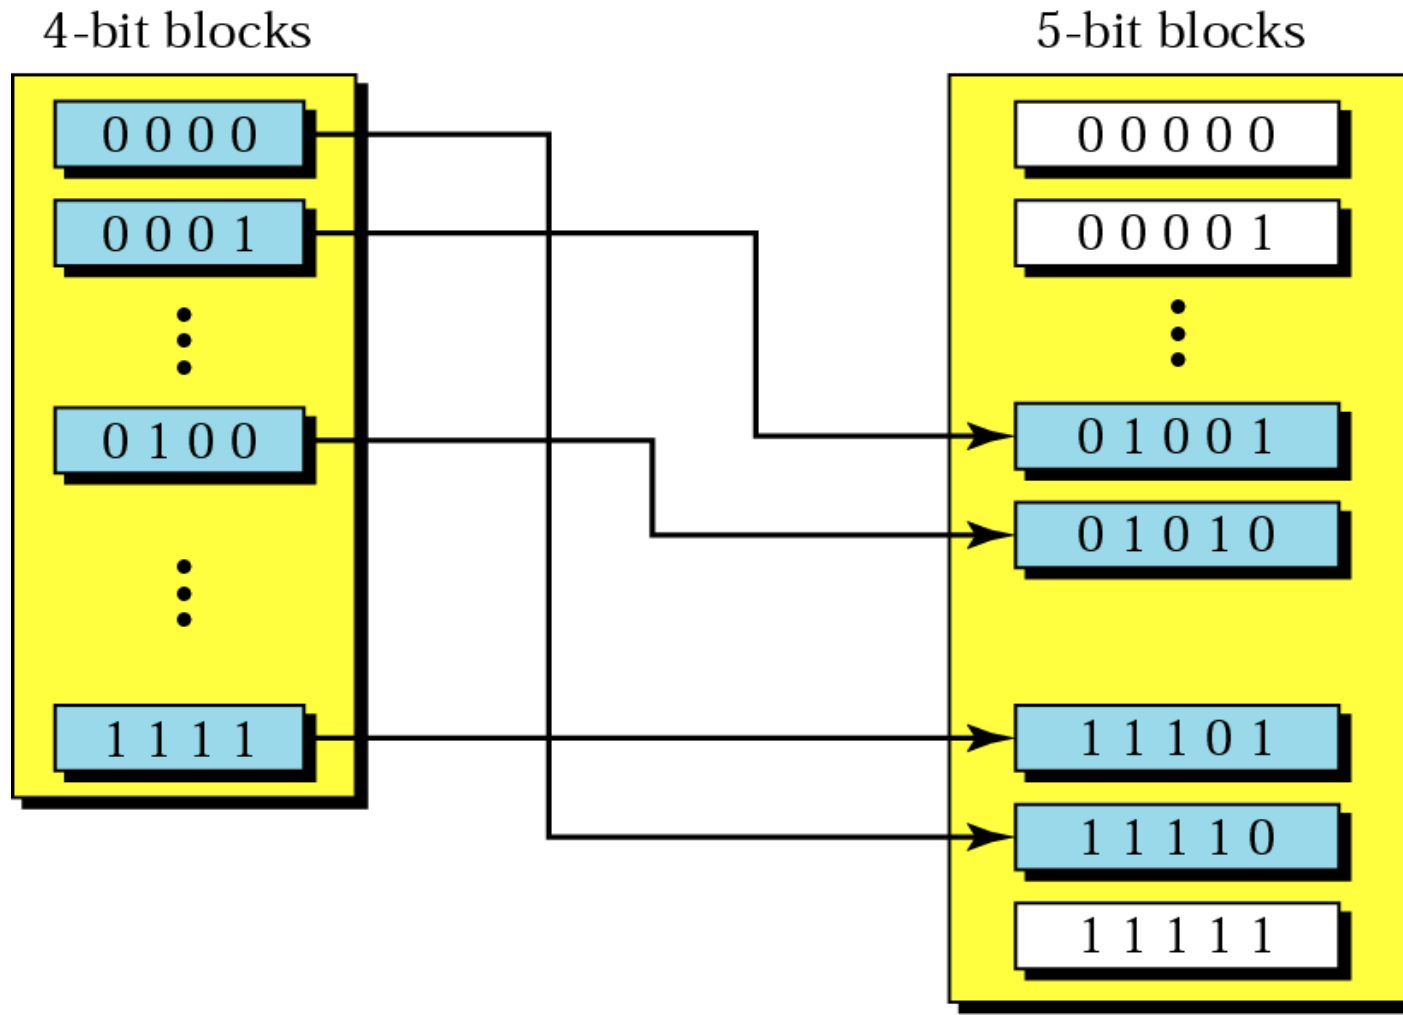 4-bit blocks
5-bit blocks
0 0 0 0
0 0 0 1
0 1 0 0
1 1 1 1
0 0 0 0 0
0 0 0 0 1
0 1 0 0 1
0 1 0 1 0
1 1 1 0 1
1 1 1 1 0
1 1 1 1 1